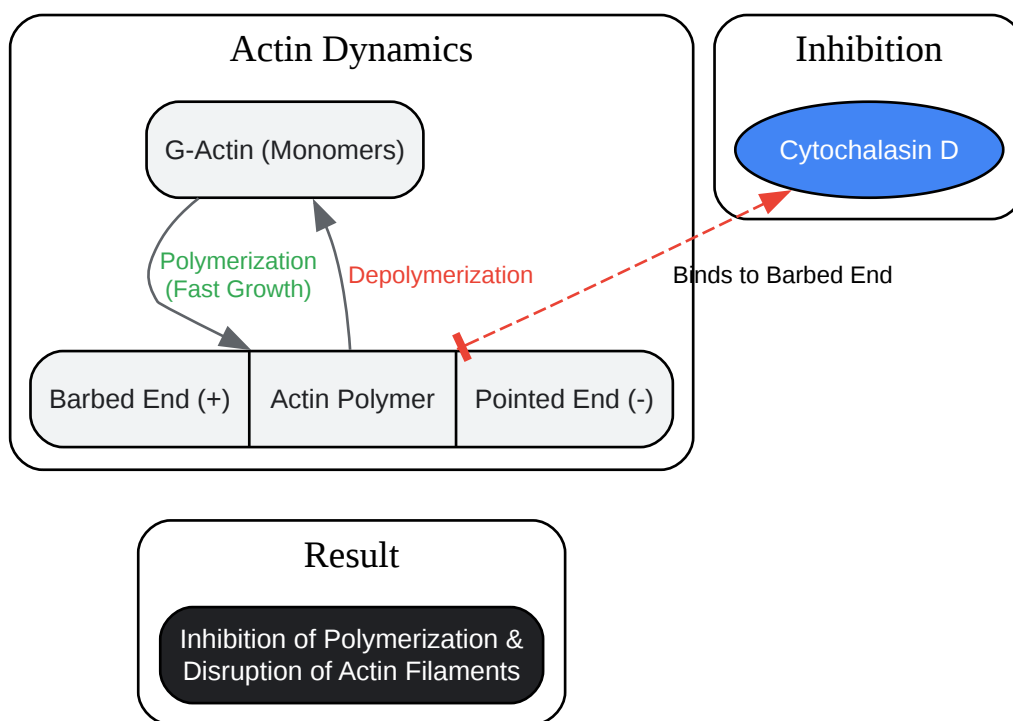 Actin Dynamics
Inhibition
G-Actin (Monomers)
Cytochalasin D
Polymerization
(Fast Growth)
Depolymerization
Binds to Barbed End
Barbed End (+)
Actin Polymer
Pointed End (-)
Result
Inhibition of Polymerization &
Disruption of Actin Filaments